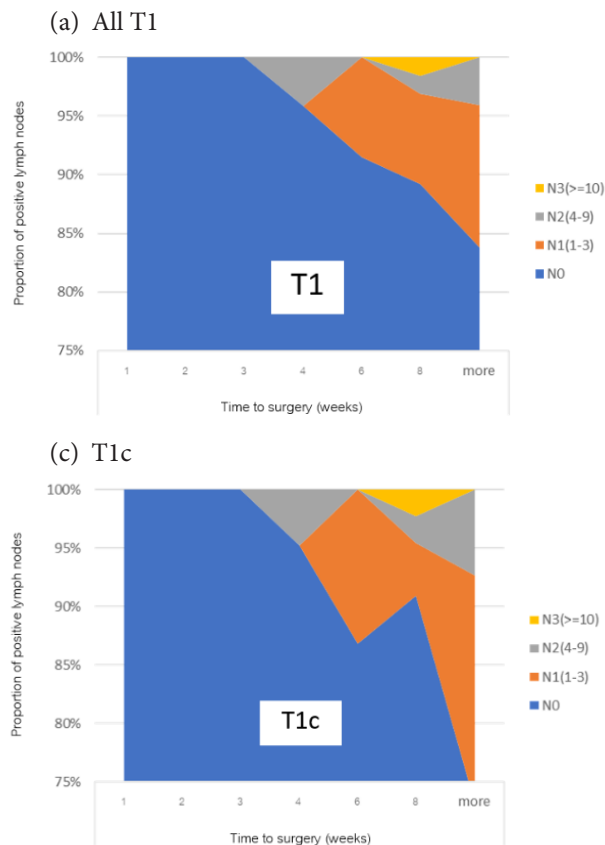 (a) All T1
Proportion of positive lymph nodes
100%
95%
90%
85%
80%
75%
T1
1 2 3 4 6 8 more
Time to surgery (weeks)
N3(>=10)
N2(4-9)
N1(1-3)
N0
(c) T1c
Proportion of positive lymph nodes
100%
95%
90%
85%
80%
75%
T1c
1 2 3 4 6 8 more
Time to surgery (weeks)
N3(>=10)
N2(4-9)
N1(1-3)
N0